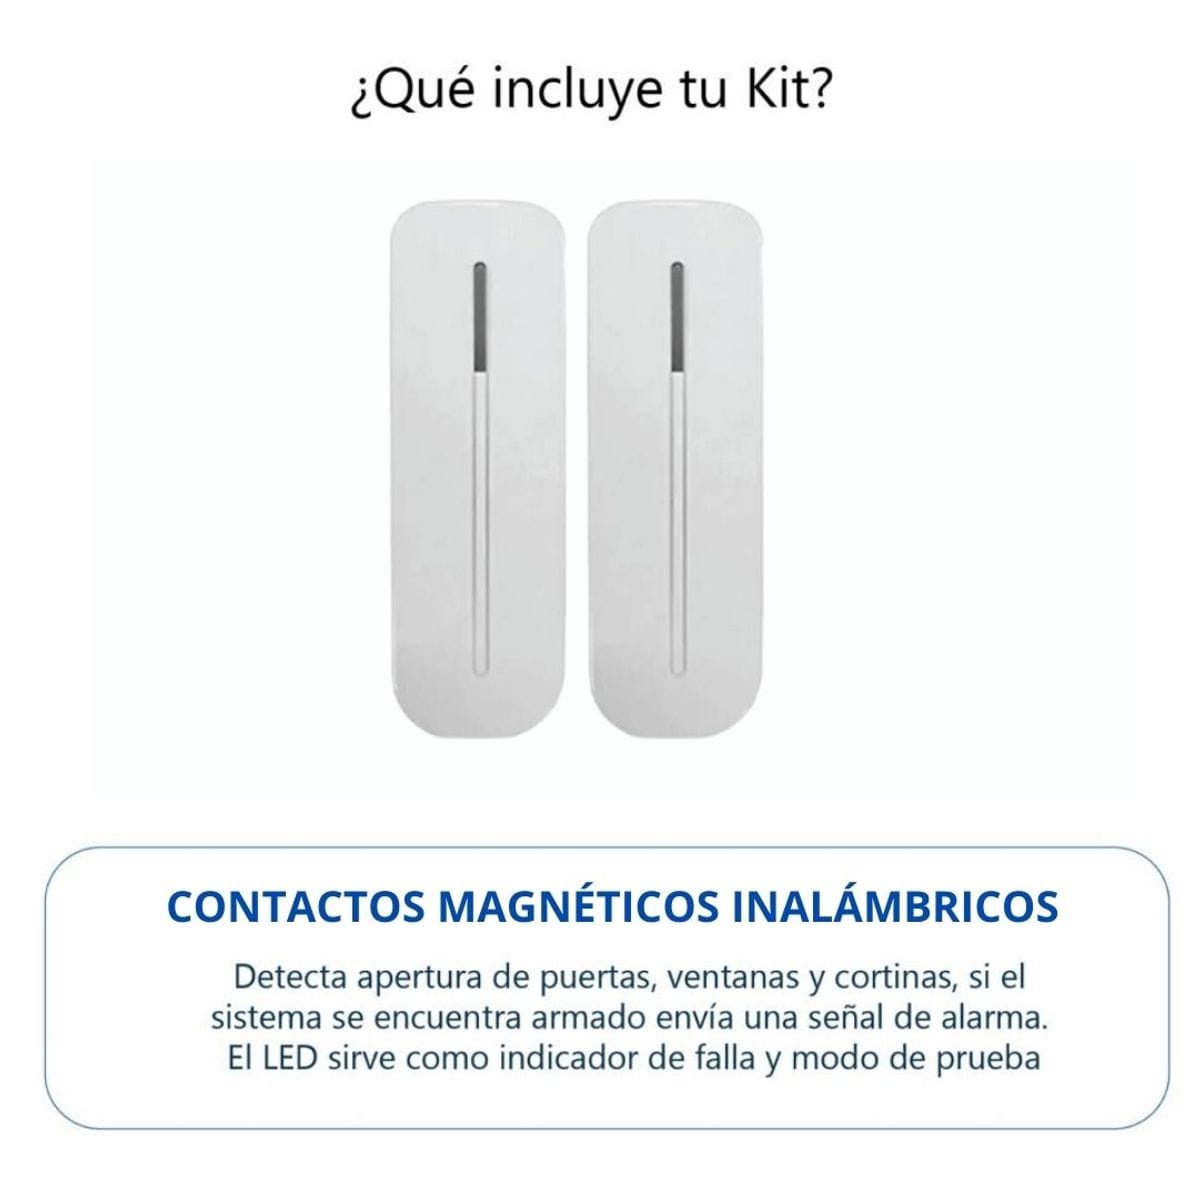 ¿Qué incluye tu Kit?
CONTACTOS MAGNÉTICOS INALÁMBRICOS
Detecta apertura de puertas, ventanas y cortinas, si el
sistema se encuentra armado envía una señal de alarma.
El LED sirve como indicador de falla y modo de prueba